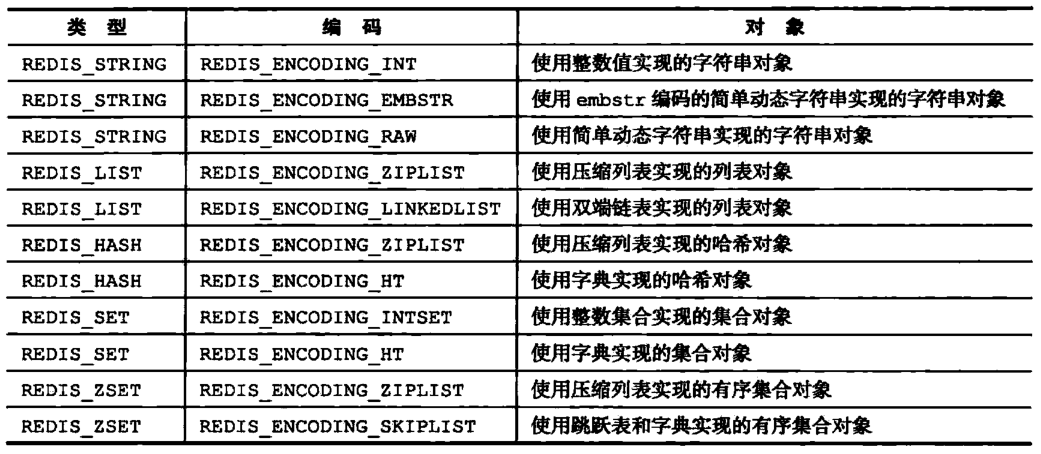 类 型 编 码 对 象
REDIS_STRING REDIS_ENCODING_INT 使用整数值实现的字符串对象
REDIS_STRING REDIS_ENCODING_EMBSTR 使用 embstr 编码的简单动态字符串实现的字符串对象
REDIS_STRING REDIS_ENCODING_RAW 使用简单动态字符串实现的字符串对象
REDIS_LIST REDIS_ENCODING_ZIPLIST 使用压缩列表实现的列表对象
REDIS_LIST REDIS_ENCODING_LINKEDLIST 使用双端链表实现的列表对象
REDIS_HASH REDIS_ENCODING_ZIPLIST 使用压缩列表实现的哈希对象
REDIS_HASH REDIS_ENCODING_HT 使用字典实现的哈希对象
REDIS_SET REDIS_ENCODING_INTSET 使用整数集合实现的集合对象
REDIS_SET REDIS_ENCODING_HT 使用字典实现的集合对象
REDIS_ZSET REDIS_ENCODING_ZIPLIST 使用压缩列表实现的有序集合对象
REDIS_ZSET REDIS_ENCODING_SKIPLIST 使用跳跃表和字典实现的有序集合对象